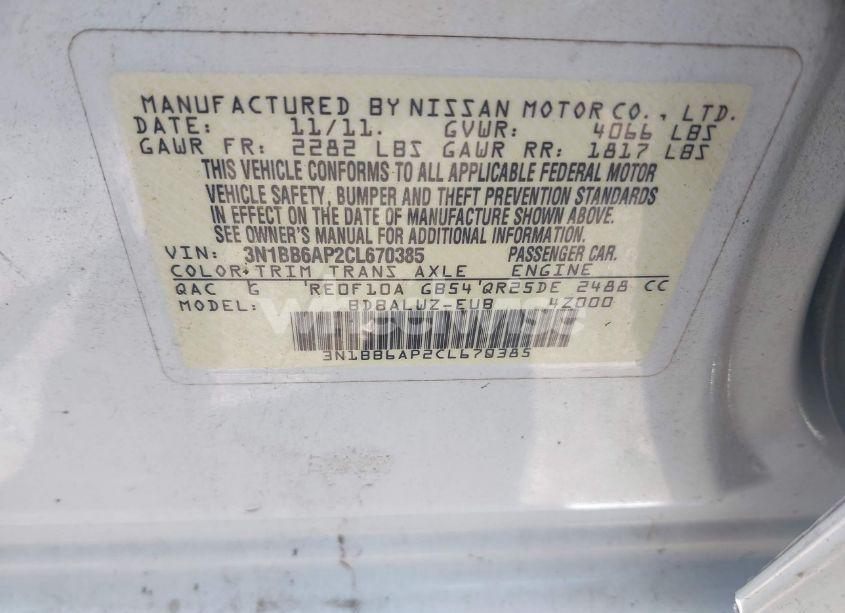 MANUFACTURED BY NISSAN MOTOR CO., LTD.
DATE: 11/11. GVWR: 4066 LBS
GAWR FR: 2282 LBS GAWR RR: 1817 LBS
THIS VEHICLE CONFORMS TO ALL APPLICABLE FEDERAL MOTOR
VEHICLE SAFETY, BUMPER AND THEFT PREVENTION STANDARDS
IN EFFECT ON THE DATE OF MANUFACTURE SHOWN ABOVE.
SEE OWNER'S MANUAL FOR ADDITIONAL INFORMATION.
VIN: 3N1BB6AP2CL670385 PASSENGER CAR.
COLOR TRIM TRANS AXLE ENGINE
QAC G RE0F10A GB54 QR25DE 2488 CC
MODEL: BDBALWZ-EUB 4Z000
3N1BB6AP2CL670385